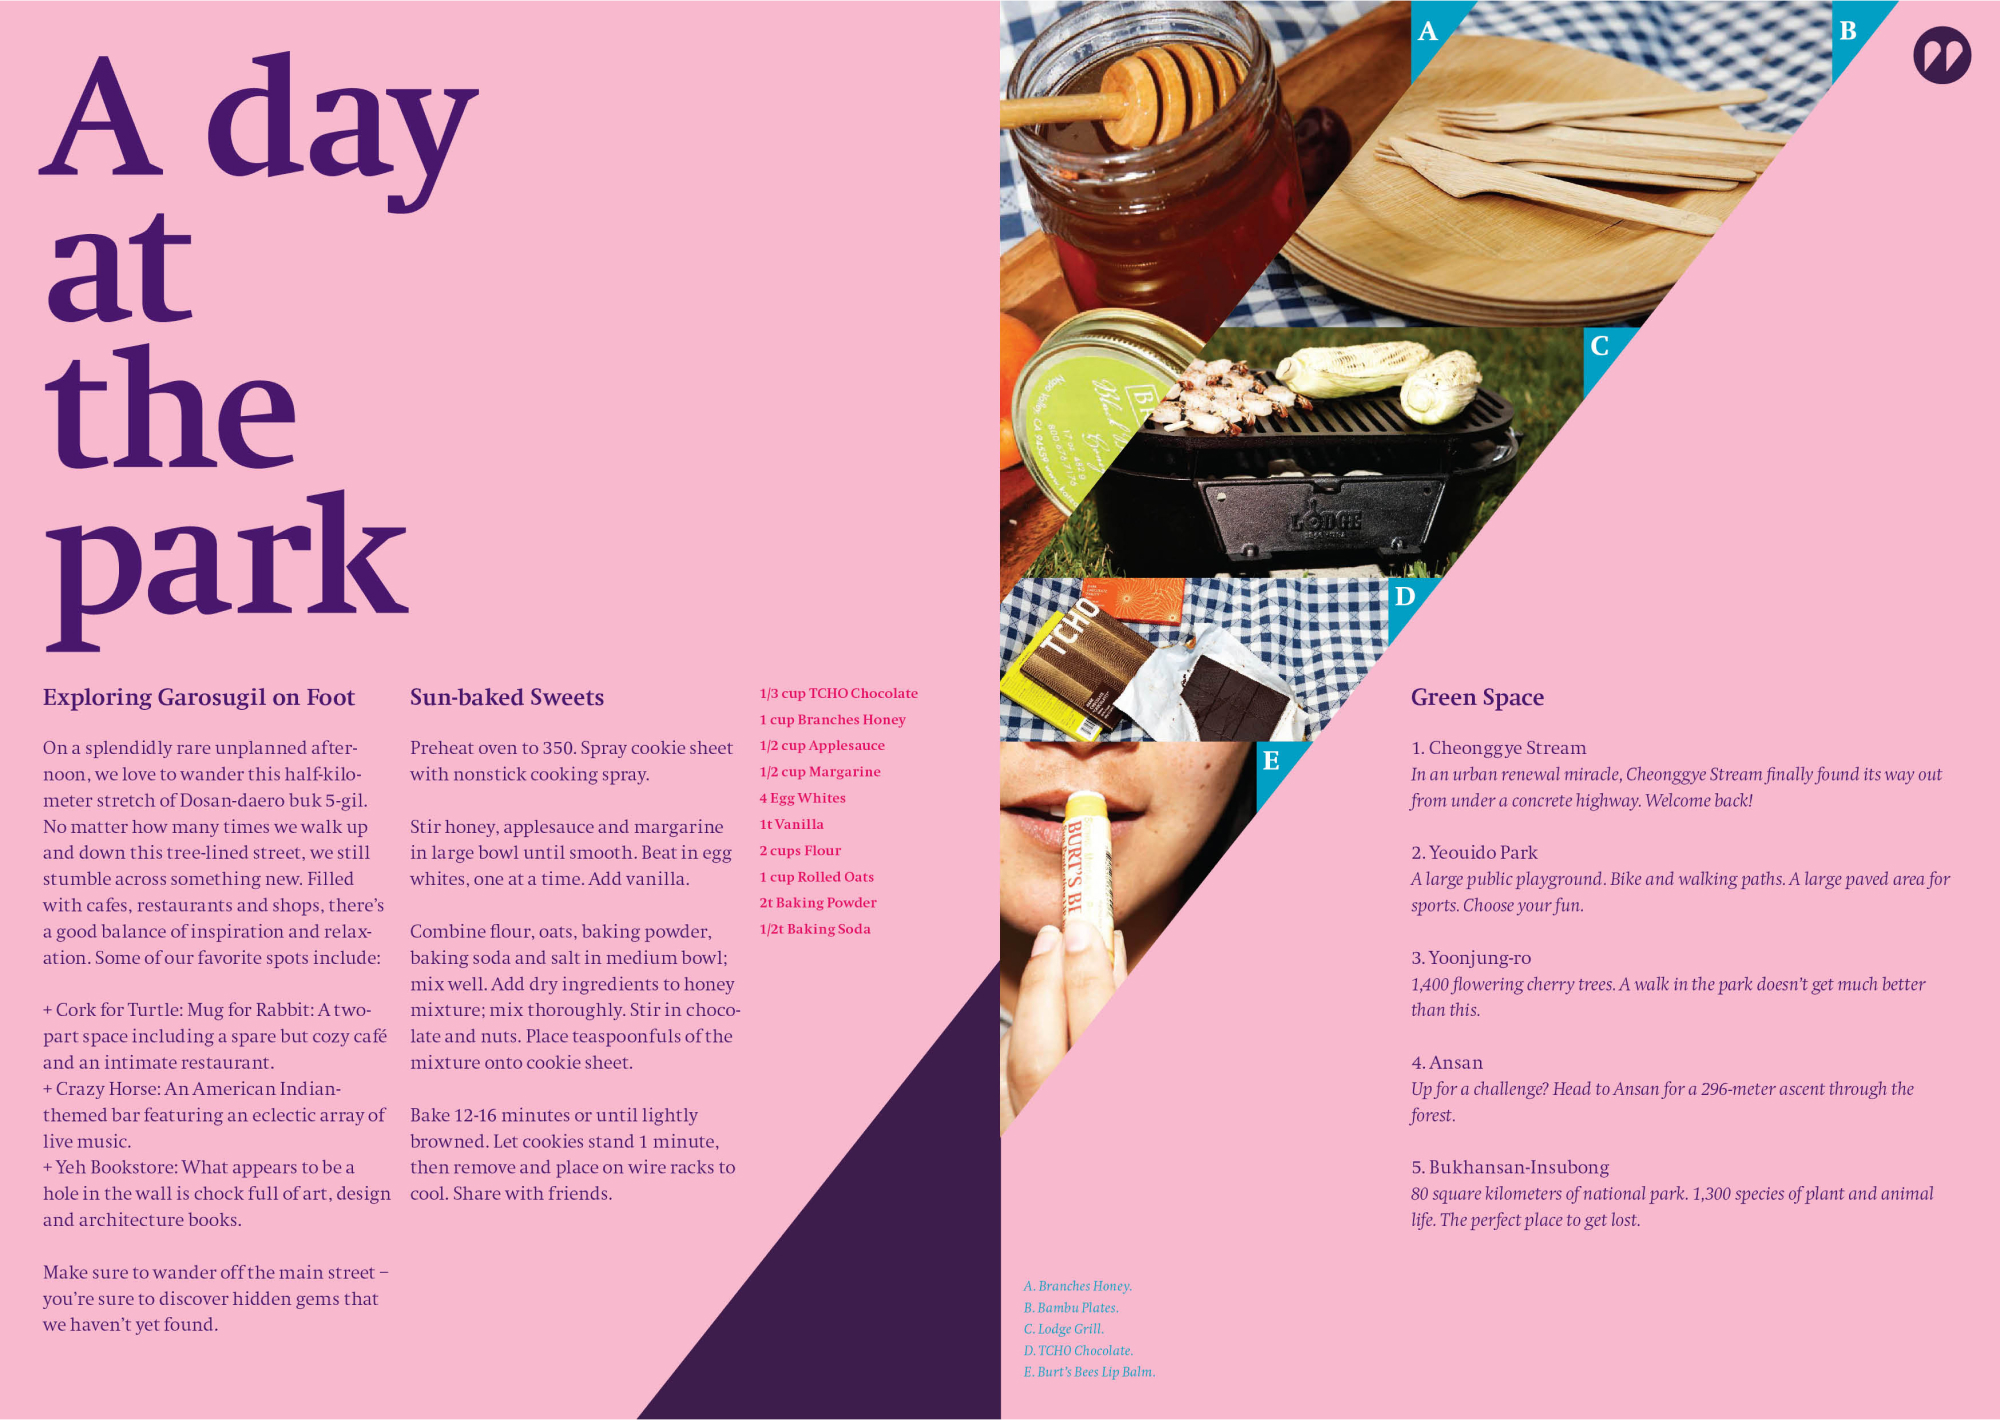 A day
at
the
park
Exploring Garosugil on Foot
On a splendidly rare unplanned after-
noon, we love to wander this half-kilo-
meter stretch of Dosan-daero buk 5-gil.
No matter how many times we walk up
and down this tree-lined street, we still
stumble across something new. Filled
with cafes, restaurants and shops, there's
a good balance of inspiration and relax-
ation. Some of our favorite spots include:
+ Cork for Turtle: Mug for Rabbit: A two-
part space including a spare but cozy café
and an intimate restaurant.
+ Crazy Horse: An American Indian-
themed bar featuring an eclectic array of
live music.
+ Yeh Bookstore: What appears to be a
hole in the wall is chock full of art, design
and architecture books.
Make sure to wander off the main street –
you're sure to discover hidden gems that
we haven't yet found.
Sun-baked Sweets
Preheat oven to 350. Spray cookie sheet
with nonstick cooking spray.
Stir honey, applesauce and margarine
in large bowl until smooth. Beat in egg
whites, one at a time. Add vanilla.
Combine flour, oats, baking powder,
baking soda and salt in medium bowl;
mix well. Add dry ingredients to honey
mixture; mix thoroughly. Stir in choco-
late and nuts. Place teaspoonfuls of the
mixture onto cookie sheet.
Bake 12-16 minutes or until lightly
browned. Let cookies stand 1 minute,
then remove and place on wire racks to
cool. Share with friends.
1/3 cup TCHO Chocolate
1 cup Branches Honey
1/2 cup Applesauce
1/2 cup Margarine
4 Egg Whites
1t Vanilla
2 cups Flour
1 cup Rolled Oats
2t Baking Powder
1/2t Baking Soda
A
B
C
LODGE
D
TCHO
E
BURT'S BE
A. Branches Honey.
B. Bambu Plates.
C. Lodge Grill.
D. TCHO Chocolate.
E. Burt's Bees Lip Balm.
Green Space
1. Cheonggye Stream
In an urban renewal miracle, Cheonggye Stream finally found its way out
from under a concrete highway. Welcome back!
2. Yeouido Park
A large public playground. Bike and walking paths. A large paved area for
sports. Choose your fun.
3. Yoonjung-ro
1,400 flowering cherry trees. A walk in the park doesn't get much better
than this.
4. Ansan
Up for a challenge? Head to Ansan for a 296-meter ascent through the
forest.
5. Bukhansan-Insubong
80 square kilometers of national park. 1,300 species of plant and animal
life. The perfect place to get lost.